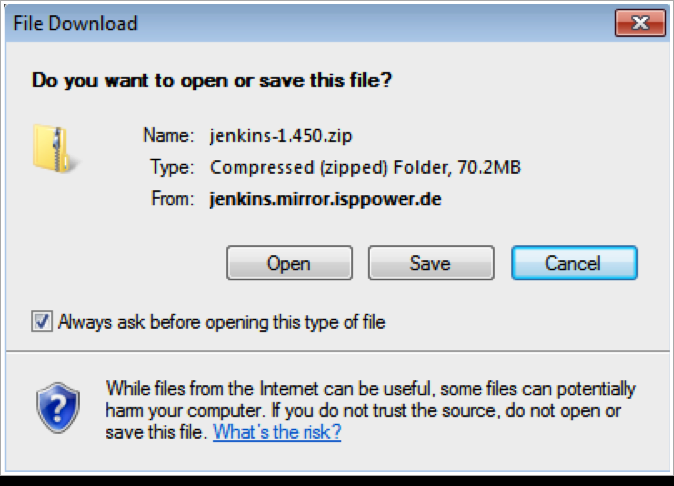 File Download
Do you want to open or save this file?
Name: jenkins-1.450.zip
Type: Compressed (zipped) Folder, 70.2MB
From: jenkins.mirror.isppower.de
Open Save Cancel
Always ask before opening this type of file
While files from the Internet can be useful, some files can potentially
harm your computer. If you do not trust the source, do not open or
save this file. What's the risk?